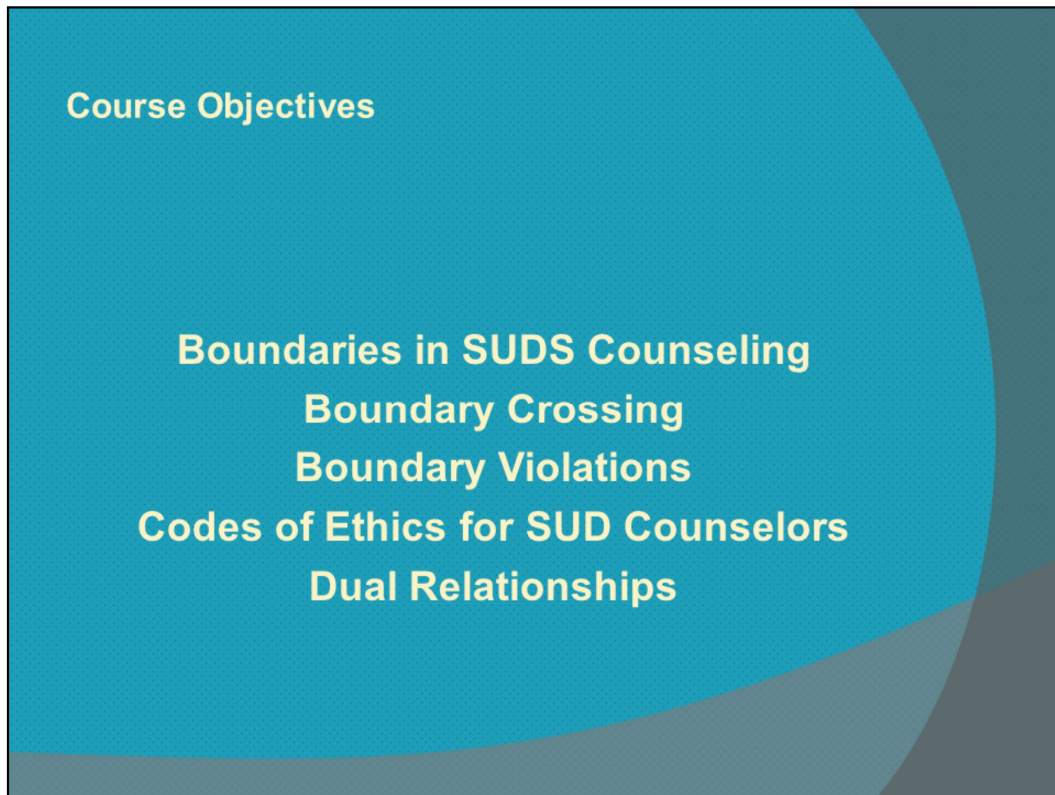 Course Objectives
Boundaries in SUDS Counseling
Boundary Crossing
Boundary Violations
Codes of Ethics for SUD Counselors
Dual Relationships